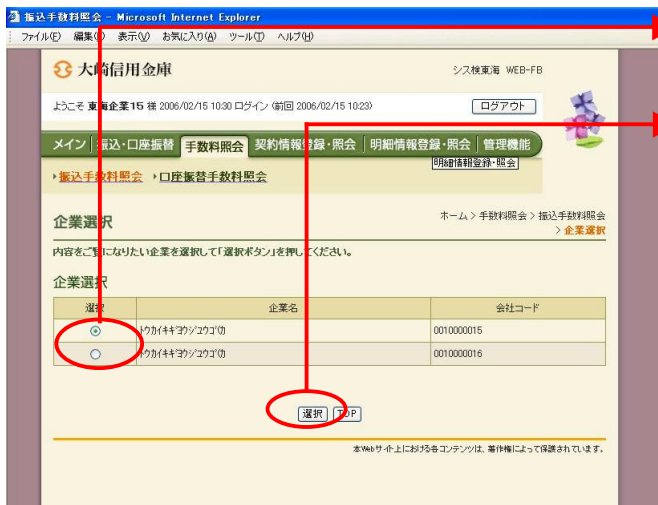 振込手数料照会 - Microsoft Internet Explorer
ファイル(F) 編集(E) 表示(V) お気に入り(A) ツール(T) ヘルプ(H)
大崎信用金庫
シス検東海 WEB-FB
ようこそ 東海企業15 様 2006/02/15 10:30 ログイン (前回 2006/02/15 10:23)
ログアウト
メイン 振込・口座振替 手数料照会 契約情報登録・照会 明細情報登録・照会 管理機能
明細情報登録・照会
振込手数料照会 口座振替手数料照会
企業選択
ホーム > 手数料照会 > 振込手数料照会
> 企業選択
内容をご覧になりたい企業を選択して「選択ボタン」を押してください。
企業選択
選択 企業名 会社コード
トウカイキギヨウジユウゴ(カ 0010000015
トウカイキギヨウジユウゴ(カ 0010000016
選択 TOP
本Webサイト上における各コンテンツは、著作権によって保護されています。